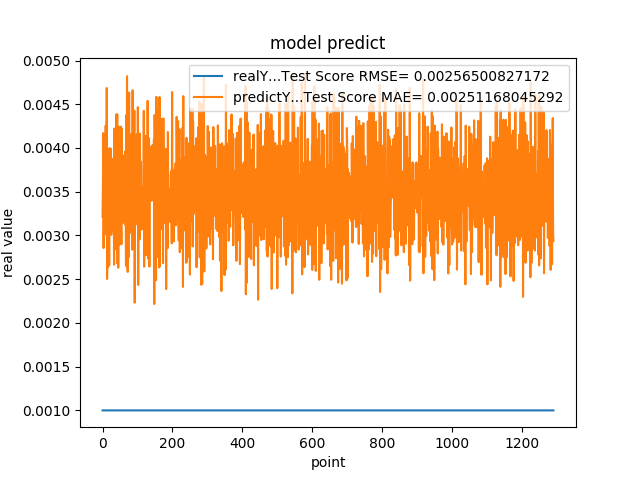 model predict
realY...Test Score RMSE= 0.00256500827172
predictY...Test Score MAE= 0.00251168045292
0.0050
0.0045
0.0040
0.0035
0.0030
0.0025
0.0020
0.0015
0.0010
real value
0 200 400 600 800 1000 1200
point